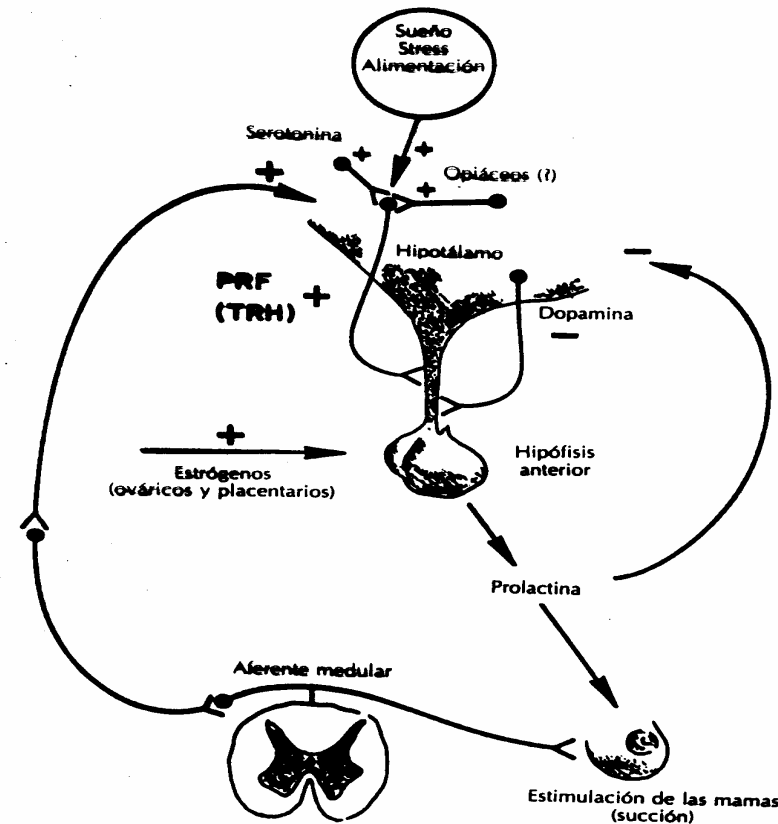 Sueño
Stress
Alimentación
Serotonina
+
+
+
+
Opiáceos (?)
Hipotálamo
−
PRF
(TRH)
+
Dopamina
−
+
Estrógenos
(ováricos y placentarios)
Hipófisis
anterior
Prolactina
Aferente medular
Estimulación de las mamas
(succión)